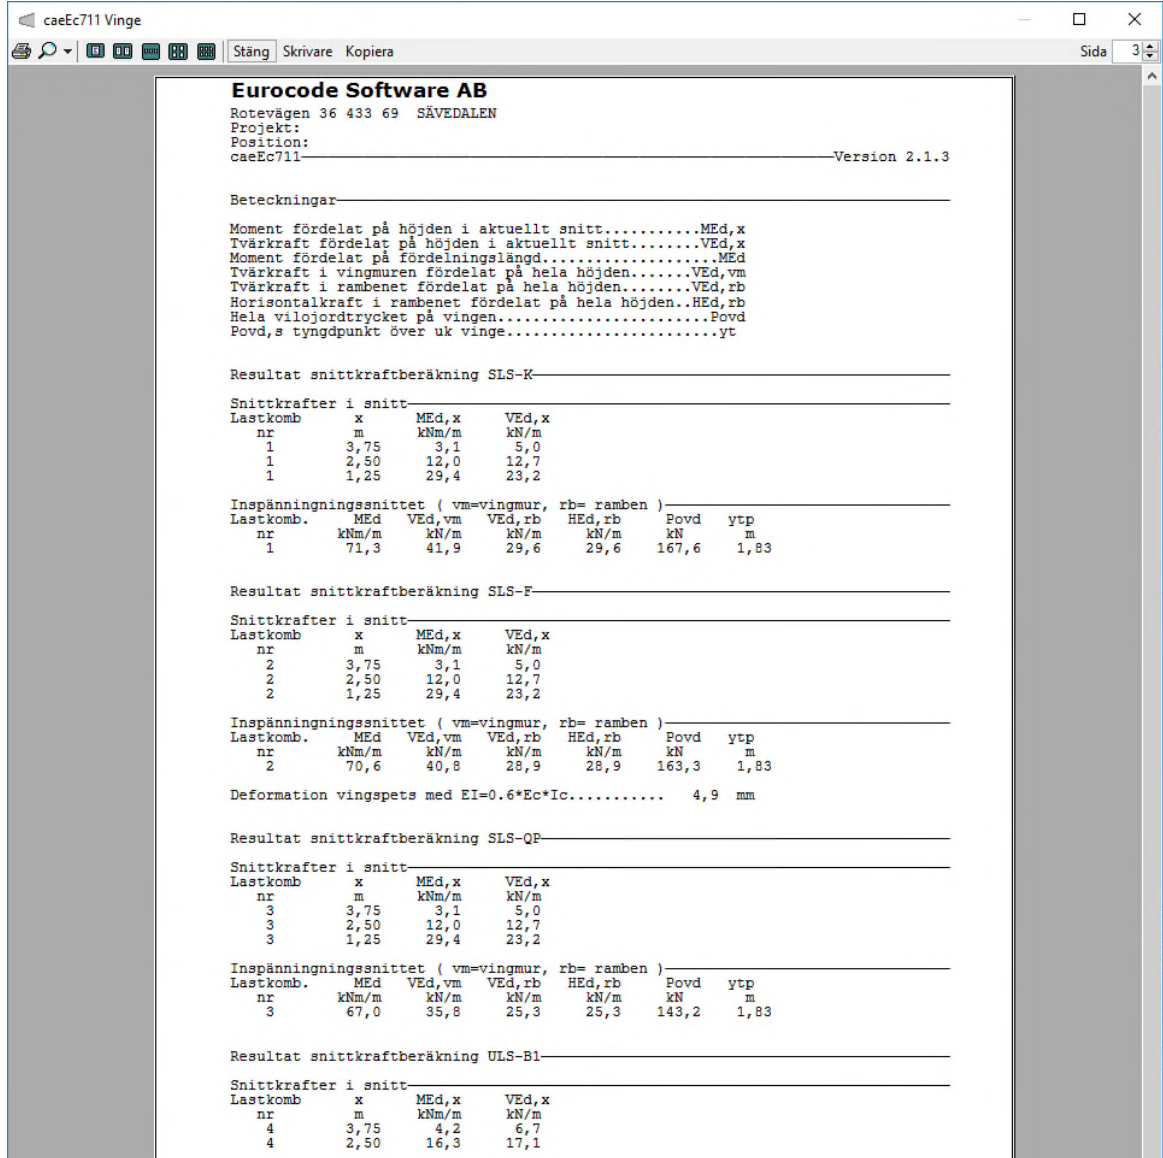 caeEc711 Vinge
Stäng Skrivare Kopiera Sida 3
Eurocode Software AB
Rotevägen 36 433 69 SÄVEDALEN
Projekt:
Position:
caeEc711 Version 2.1.3
Beteckningar
Moment fördelat på höjden i aktuellt snitt...........MEd,x
Tvärkraft fördelat på höjden i aktuellt snitt........VEd,x
Moment fördelat på fördelningslängd....................MEd
Tvärkraft i vingmuren fördelat på hela höjden.......VEd,vm
Tvärkraft i rambenet fördelat på hela höjden........VEd,rb
Horisontalkraft i rambenet fördelat på hela höjden..HEd,rb
Hela vilojordtrycket på vingen........................Povd
Povd,s tyngdpunkt över uk vinge........................yt
Resultat snittkraftberäkning SLS-K
Snittkrafter i snitt
Lastkomb x MEd,x VEd,x
nr m kNm/m kN/m
1 3,75 3,1 5,0
1 2,50 12,0 12,7
1 1,25 29,4 23,2
Inspänningningssnittet ( vm=vingmur, rb= ramben )
Lastkomb. MEd VEd,vm VEd,rb HEd,rb Povd ytp
nr kNm/m kN/m kN/m kN/m kN m
1 71,3 41,9 29,6 29,6 167,6 1,83
Resultat snittkraftberäkning SLS-F
Snittkrafter i snitt
Lastkomb x MEd,x VEd,x
nr m kNm/m kN/m
2 3,75 3,1 5,0
2 2,50 12,0 12,7
2 1,25 29,4 23,2
Inspänningningssnittet ( vm=vingmur, rb= ramben )
Lastkomb. MEd VEd,vm VEd,rb HEd,rb Povd ytp
nr kNm/m kN/m kN/m kN/m kN m
2 70,6 40,8 28,9 28,9 163,3 1,83
Deformation vingspets med EI=0.6*Ec*Ic........... 4,9 mm
Resultat snittkraftberäkning SLS-QP
Snittkrafter i snitt
Lastkomb x MEd,x VEd,x
nr m kNm/m kN/m
3 3,75 3,1 5,0
3 2,50 12,0 12,7
3 1,25 29,4 23,2
Inspänningningssnittet ( vm=vingmur, rb= ramben )
Lastkomb. MEd VEd,vm VEd,rb HEd,rb Povd ytp
nr kNm/m kN/m kN/m kN/m kN m
3 67,0 35,8 25,3 25,3 143,2 1,83
Resultat snittkraftberäkning ULS-B1
Snittkrafter i snitt
Lastkomb x MEd,x VEd,x
nr m kNm/m kN/m
4 3,75 4,2 6,7
4 2,50 16,3 17,1